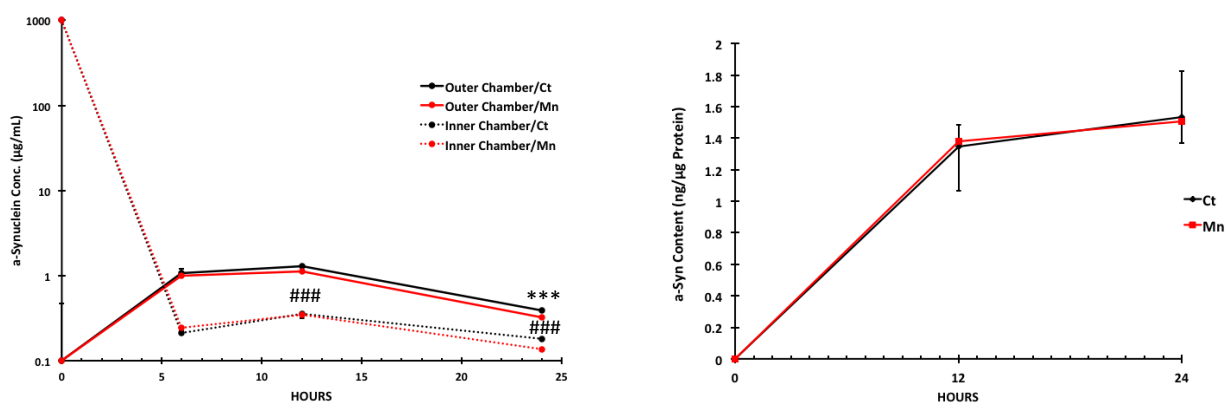 1000
100
10
1
0.1
a-Synuclein Conc. (µg/mL)
Outer Chamber/Ct
Outer Chamber/Mn
Inner Chamber/Ct
Inner Chamber/Mn
###
***
###
0
5
10
15
20
25
HOURS
2
1.8
1.6
1.4
1.2
1
0.8
0.6
0.4
0.2
0
a-Syn Content (ng/µg Protein)
Ct
Mn
0
12
24
HOURS